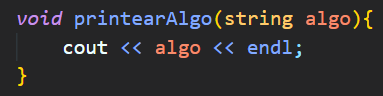 void printearAlgo(string algo){
    cout << algo << endl;
}